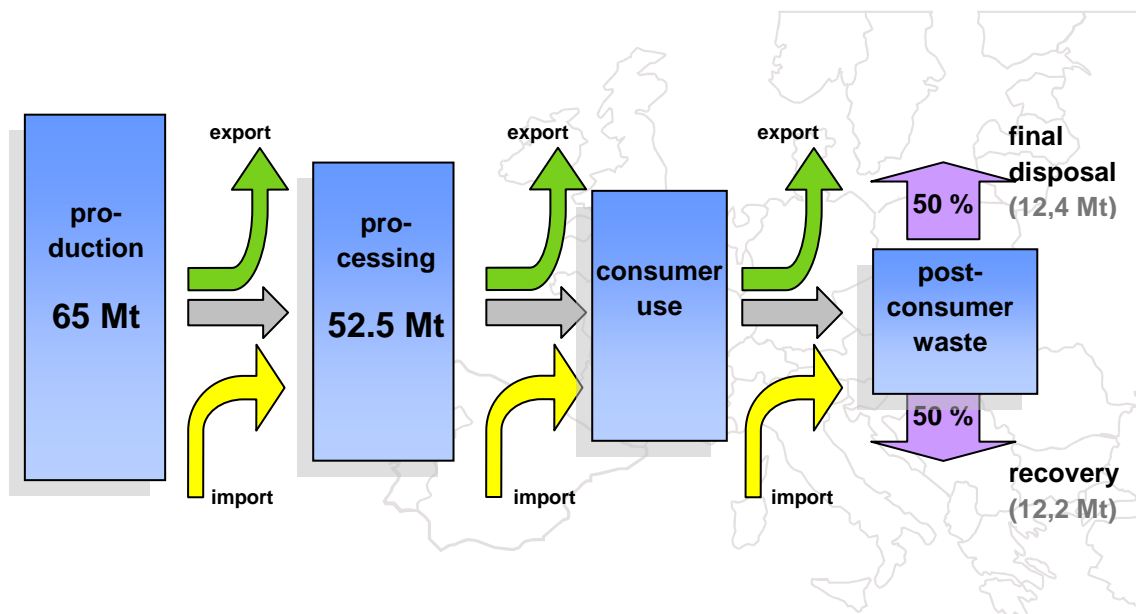 pro-
duction
65 Mt
export
import
pro-
cessing
52.5 Mt
export
import
consumer
use
export
import
post-
consumer
waste
50 %
final
disposal
(12,4 Mt)
50 %
recovery
(12,2 Mt)